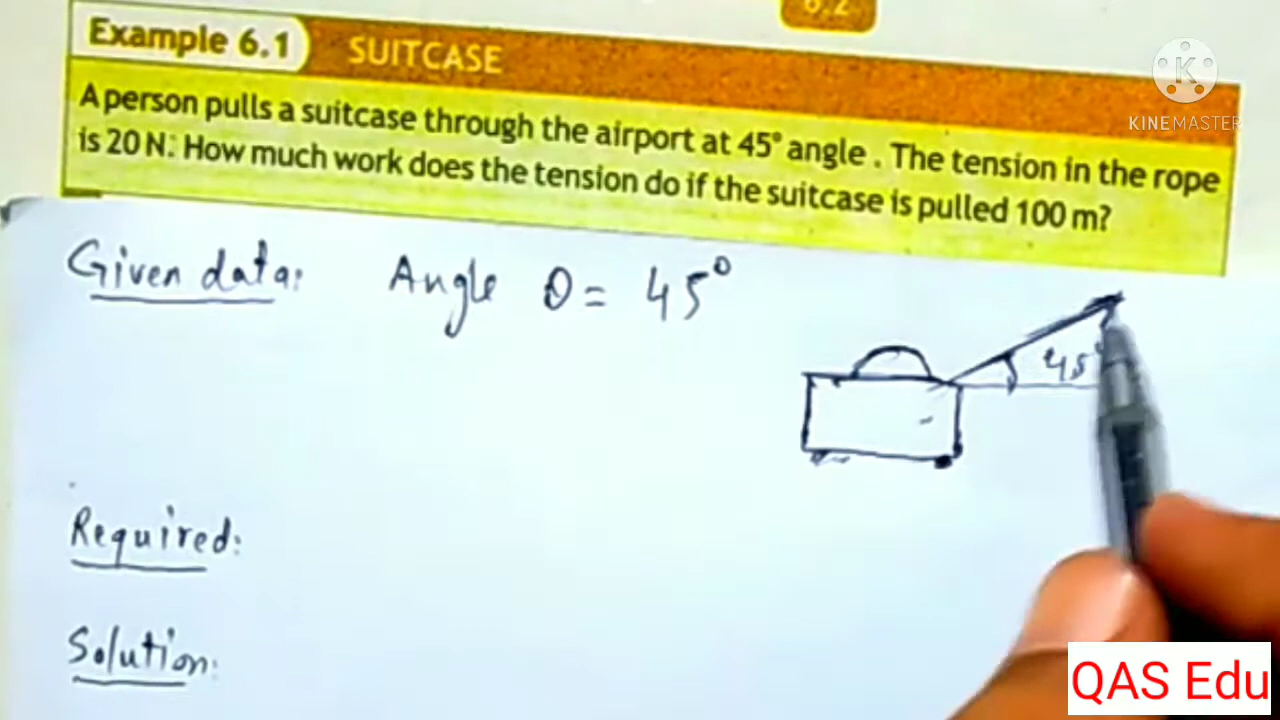 6.2
Example 6.1 SUITCASE
A person pulls a suitcase through the airport at 45° angle . The tension in the rope
is 20 N. How much work does the tension do if the suitcase is pulled 100 m?
Given data: Angle θ = 45°
45°
Required:
Solution:
KINEMASTER
QAS Edu